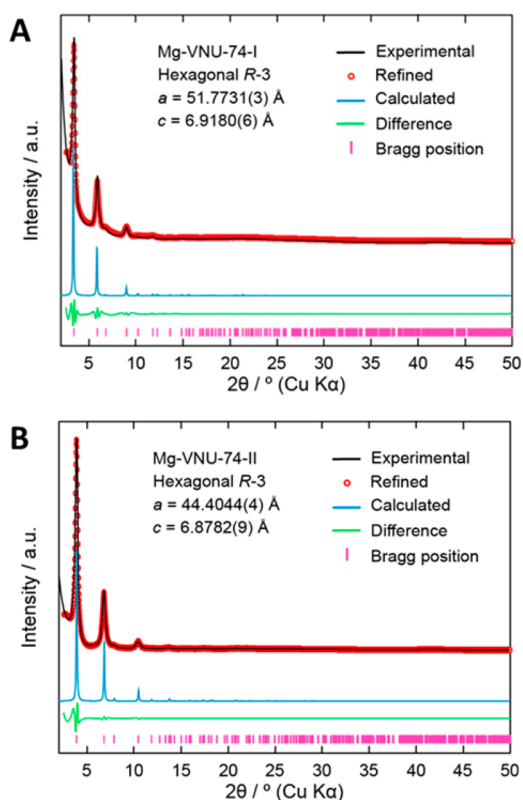 A
Mg-VNU-74-I
Hexagonal R-3
a = 51.7731(3) Å
c = 6.9180(6) Å
Experimental
Refined
Calculated
Difference
Bragg position
Intensity / a.u.
5 10 15 20 25 30 35 40 45 50
2θ / º (Cu Kα)
B
Mg-VNU-74-II
Hexagonal R-3
a = 44.4044(4) Å
c = 6.8782(9) Å
Experimental
Refined
Calculated
Difference
Bragg position
Intensity / a.u.
5 10 15 20 25 30 35 40 45 50
2θ / º (Cu Kα)